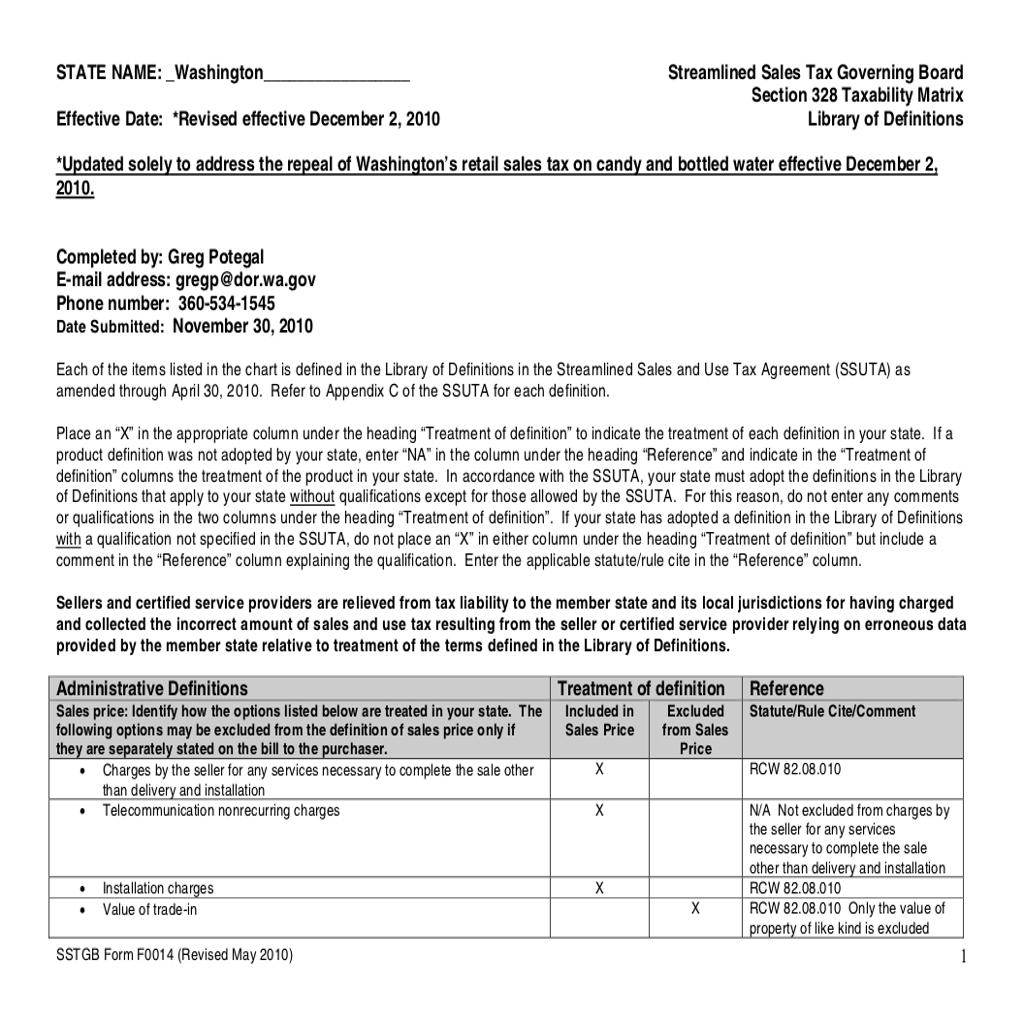 STATE NAME: _Washington________________
Streamlined Sales Tax Governing Board
Section 328 Taxability Matrix
Effective Date: *Revised effective December 2, 2010
Library of Definitions
*Updated solely to address the repeal of Washington's retail sales tax on candy and bottled water effective December 2,
2010.
Completed by: Greg Potegal
E-mail address: gregp@dor.wa.gov
Phone number: 360-534-1545
Date Submitted: November 30, 2010
Each of the items listed in the chart is defined in the Library of Definitions in the Streamlined Sales and Use Tax Agreement (SSUTA) as
amended through April 30, 2010. Refer to Appendix C of the SSUTA for each definition.
Place an “X” in the appropriate column under the heading “Treatment of definition” to indicate the treatment of each definition in your state. If a
product definition was not adopted by your state, enter “NA” in the column under the heading “Reference” and indicate in the “Treatment of
definition” columns the treatment of the product in your state. In accordance with the SSUTA, your state must adopt the definitions in the Library
of Definitions that apply to your state without qualifications except for those allowed by the SSUTA. For this reason, do not enter any comments
or qualifications in the two columns under the heading “Treatment of definition”. If your state has adopted a definition in the Library of Definitions
with a qualification not specified in the SSUTA, do not place an “X” in either column under the heading “Treatment of definition” but include a
comment in the “Reference” column explaining the qualification. Enter the applicable statute/rule cite in the “Reference” column.
Sellers and certified service providers are relieved from tax liability to the member state and its local jurisdictions for having charged
and collected the incorrect amount of sales and use tax resulting from the seller or certified service provider relying on erroneous data
provided by the member state relative to treatment of the terms defined in the Library of Definitions.
Administrative Definitions
Treatment of definition
Reference
Sales price: Identify how the options listed below are treated in your state. The
following options may be excluded from the definition of sales price only if
they are separately stated on the bill to the purchaser.
Included in
Sales Price
Excluded
from Sales
Price
Statute/Rule Cite/Comment
• Charges by the seller for any services necessary to complete the sale other
than delivery and installation
X
RCW 82.08.010
• Telecommunication nonrecurring charges
X
N/A Not excluded from charges by
the seller for any services
necessary to complete the sale
other than delivery and installation
• Installation charges
X
RCW 82.08.010
• Value of trade-in
X
RCW 82.08.010 Only the value of
property of like kind is excluded
SSTGB Form F0014 (Revised May 2010)
1